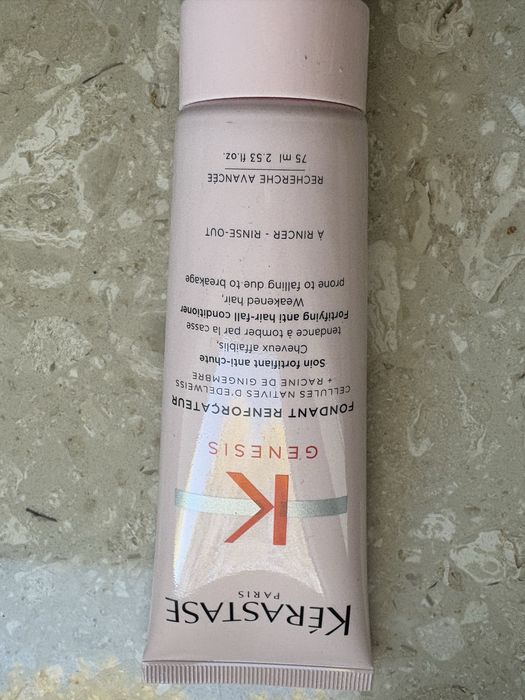 KÉRASTASE
PARIS
K
GENESIS
FONDANT RENFORÇATEUR
CELLULES NATIVES D'EDELWEISS
+ RACINE DE GINGEMBRE
Soin fortifiant anti-chute
Cheveux affaiblis,
tendance à tomber par la casse
Fortifying anti hair-fall conditioner
Weakened hair,
prone to falling due to breakage
À RINCER - RINSE-OUT
RECHERCHE AVANCÉE
75 ml 2.53 fl.oz.